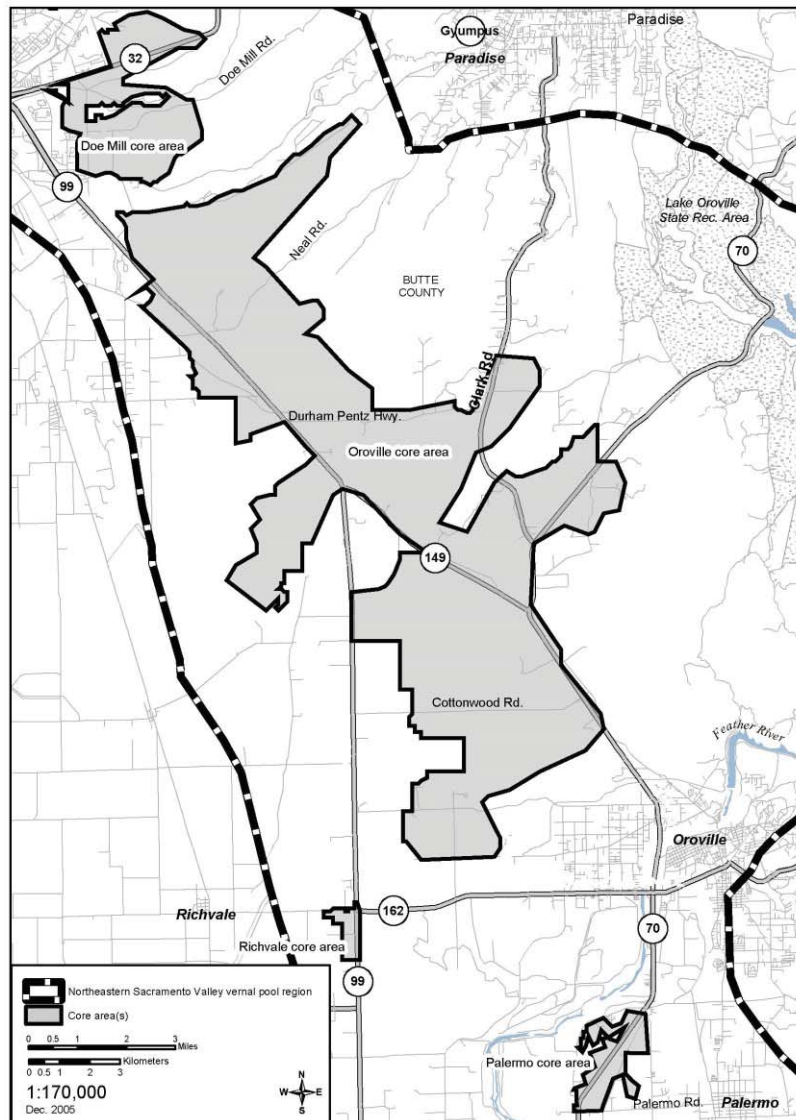 Paradise
Gyumpus
Paradise
32
Doe Mill Rd.
Doe Mill core area
99
Neal Rd.
Lake Oroville
State Rec. Area
70
BUTTE
COUNTY
Clark Rd
Durham Pentz Hwy.
Oroville core area
149
Cottonwood Rd.
Feather River
Oroville
Richvale
162
70
Richvale core area
99
Palermo core area
Palermo Rd.
Palermo
Northeastern Sacramento Valley vernal pool region
Core area(s)
0 0.5 1 2 3
Miles
Kilometers
0 0.5 1 2 3
1:170,000
Dec. 2005
N
W E
S